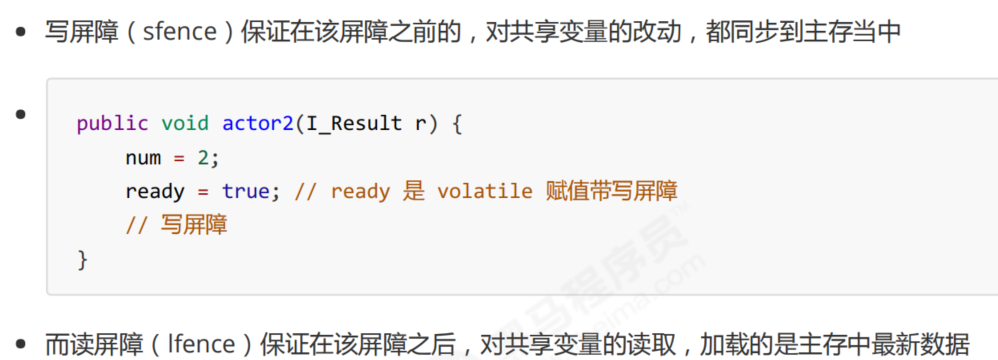 写屏障（sfence）保证在该屏障之前的，对共享变量的改动，都同步到主存当中
public void actor2(I_Result r) {
num = 2;
ready = true; // ready 是 volatile 赋值带写屏障
// 写屏障
}
而读屏障（lfence）保证在该屏障之后，对共享变量的读取，加载的是主存中最新数据
马程序员